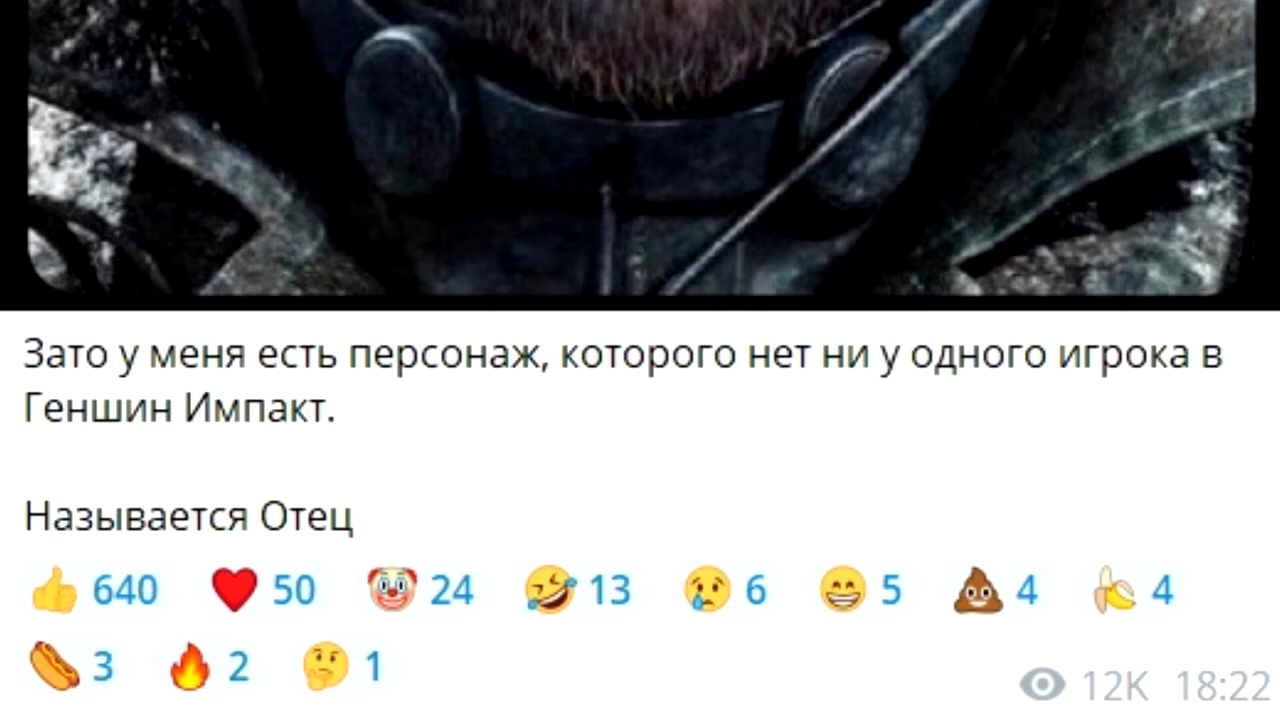 Зато у меня есть персонаж, которого нет ни у одного игрока в
Геншин Импакт.
Называется Отец
640 50 24 13 6 5 4 4
3 2 1
12K 18:22